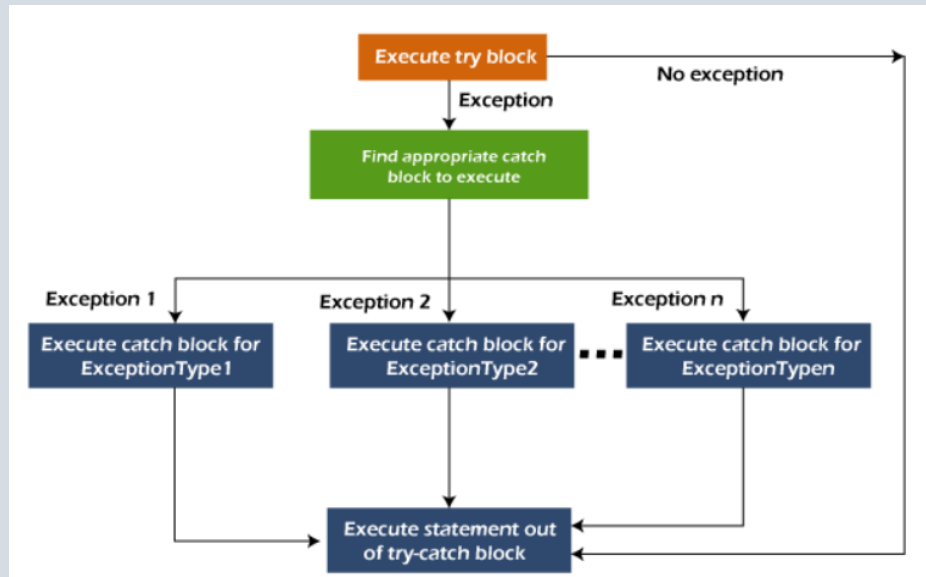 Execute try block
No exception
Exception
Find appropriate catch
block to execute
Exception 1
Exception 2
Exception n
Execute catch block for
ExceptionType1
Execute catch block for
ExceptionType2
Execute catch block for
ExceptionTypen
Execute statement out
of try-catch block